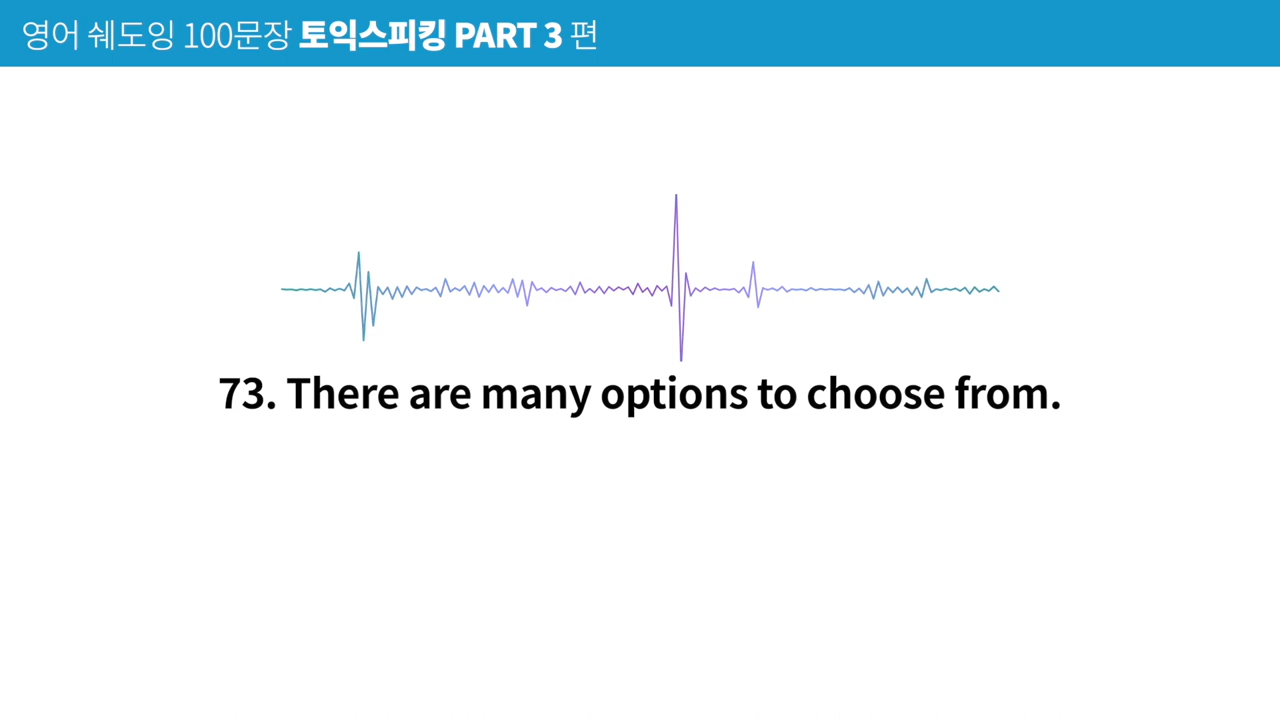 영어 쉐도잉 100문장 토익스피킹 PART 3 편
73. There are many options to choose from.